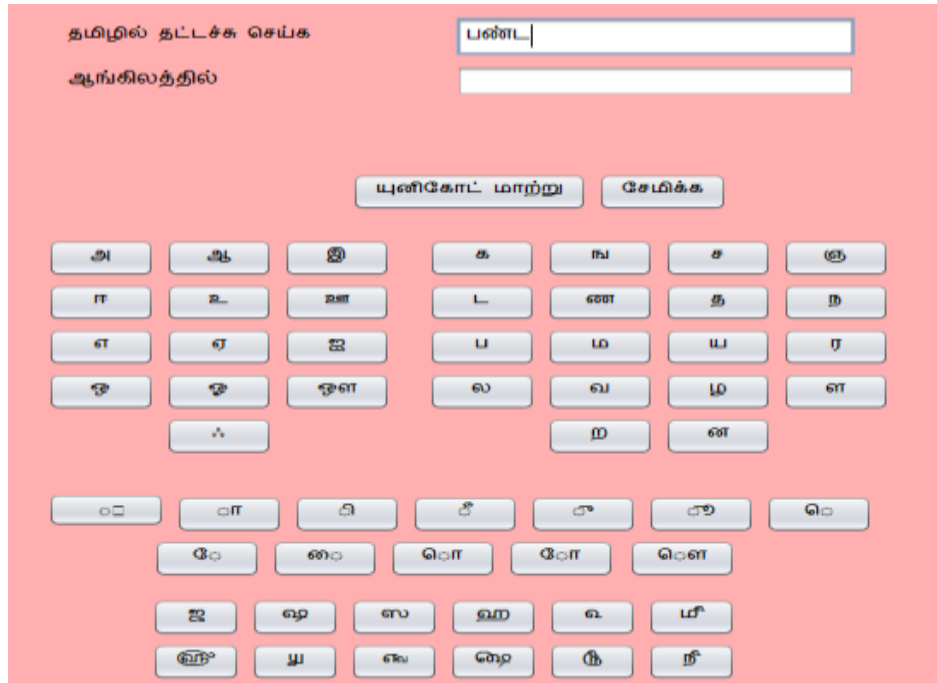 தமிழில் தட்டச்சு செய்க பண்ட
ஆங்கிலத்தில்
யுனிகோட் மாற்று சேமிக்க
அ ஆ இ க ங ச ஞ
ஈ உ ஊ ட ண த ந
எ ஏ ஐ ப ம ய ர
ஒ ஓ ஔ ல வ ழ ள
ஃ ற ன
ா ி ீ ு ூ ெ
ே ை ொ ோ ௌ
ஜ ஷ ஸ ஹ ௳ ௴
௵ ௶ ௷ ௸ ௹ ௺